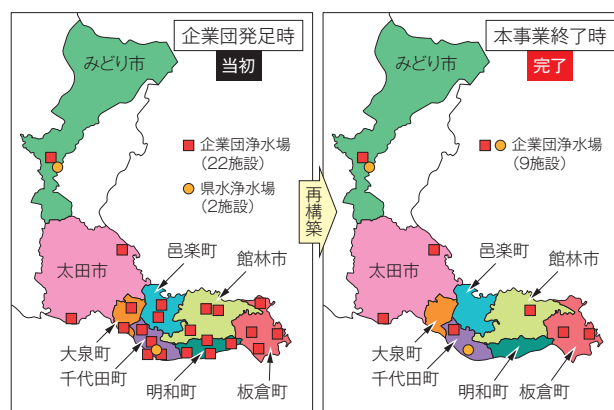 企業団発足時
当初
みどり市
企業団浄水場
（22施設）
県水浄水場
（2施設）
邑楽町
館林市
太田市
大泉町
千代田町
明和町
板倉町
再構築
本事業終了時
完了
みどり市
企業団浄水場
（9施設）
邑楽町
館林市
太田市
大泉町
千代田町
明和町
板倉町